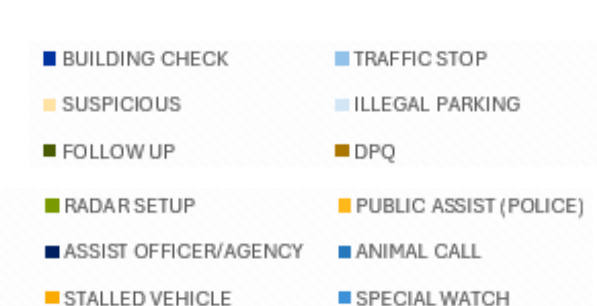 BUILDING CHECK TRAFFIC STOP
SUSPICIOUS ILLEGAL PARKING
FOLLOW UP DPQ
RADAR SETUP PUBLIC ASSIST (POLICE)
ASSIST OFFICER/AGENCY ANIMAL CALL
STALLED VEHICLE SPECIAL WATCH